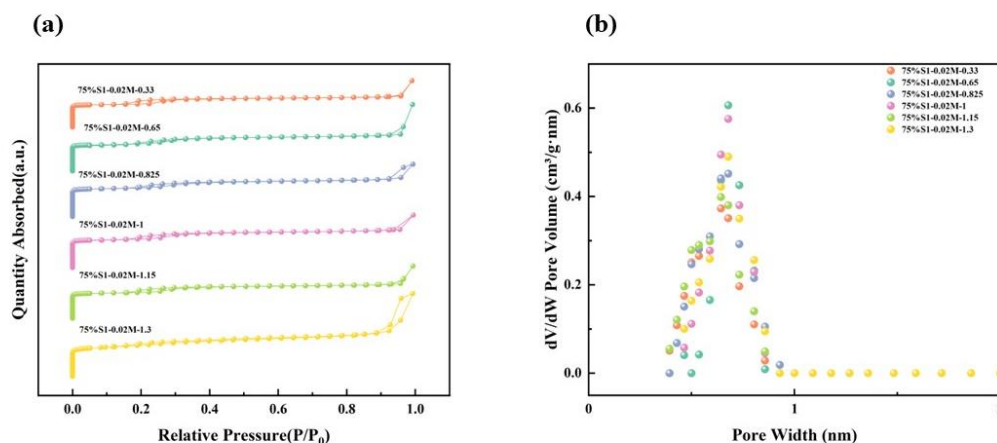 (a)
Quantity Absorbed(a.u.)
75%S1-0.02M-0.33
75%S1-0.02M-0.65
75%S1-0.02M-0.825
75%S1-0.02M-1
75%S1-0.02M-1.15
75%S1-0.02M-1.3
0.0 0.2 0.4 0.6 0.8 1.0
Relative Pressure(P/P₀)
(b)
dV/dW Pore Volume (cm³/g·nm)
0.6
0.4
0.2
0.0
75%S1-0.02M-0.33
75%S1-0.02M-0.65
75%S1-0.02M-0.825
75%S1-0.02M-1
75%S1-0.02M-1.15
75%S1-0.02M-1.3
0 1
Pore Width (nm)